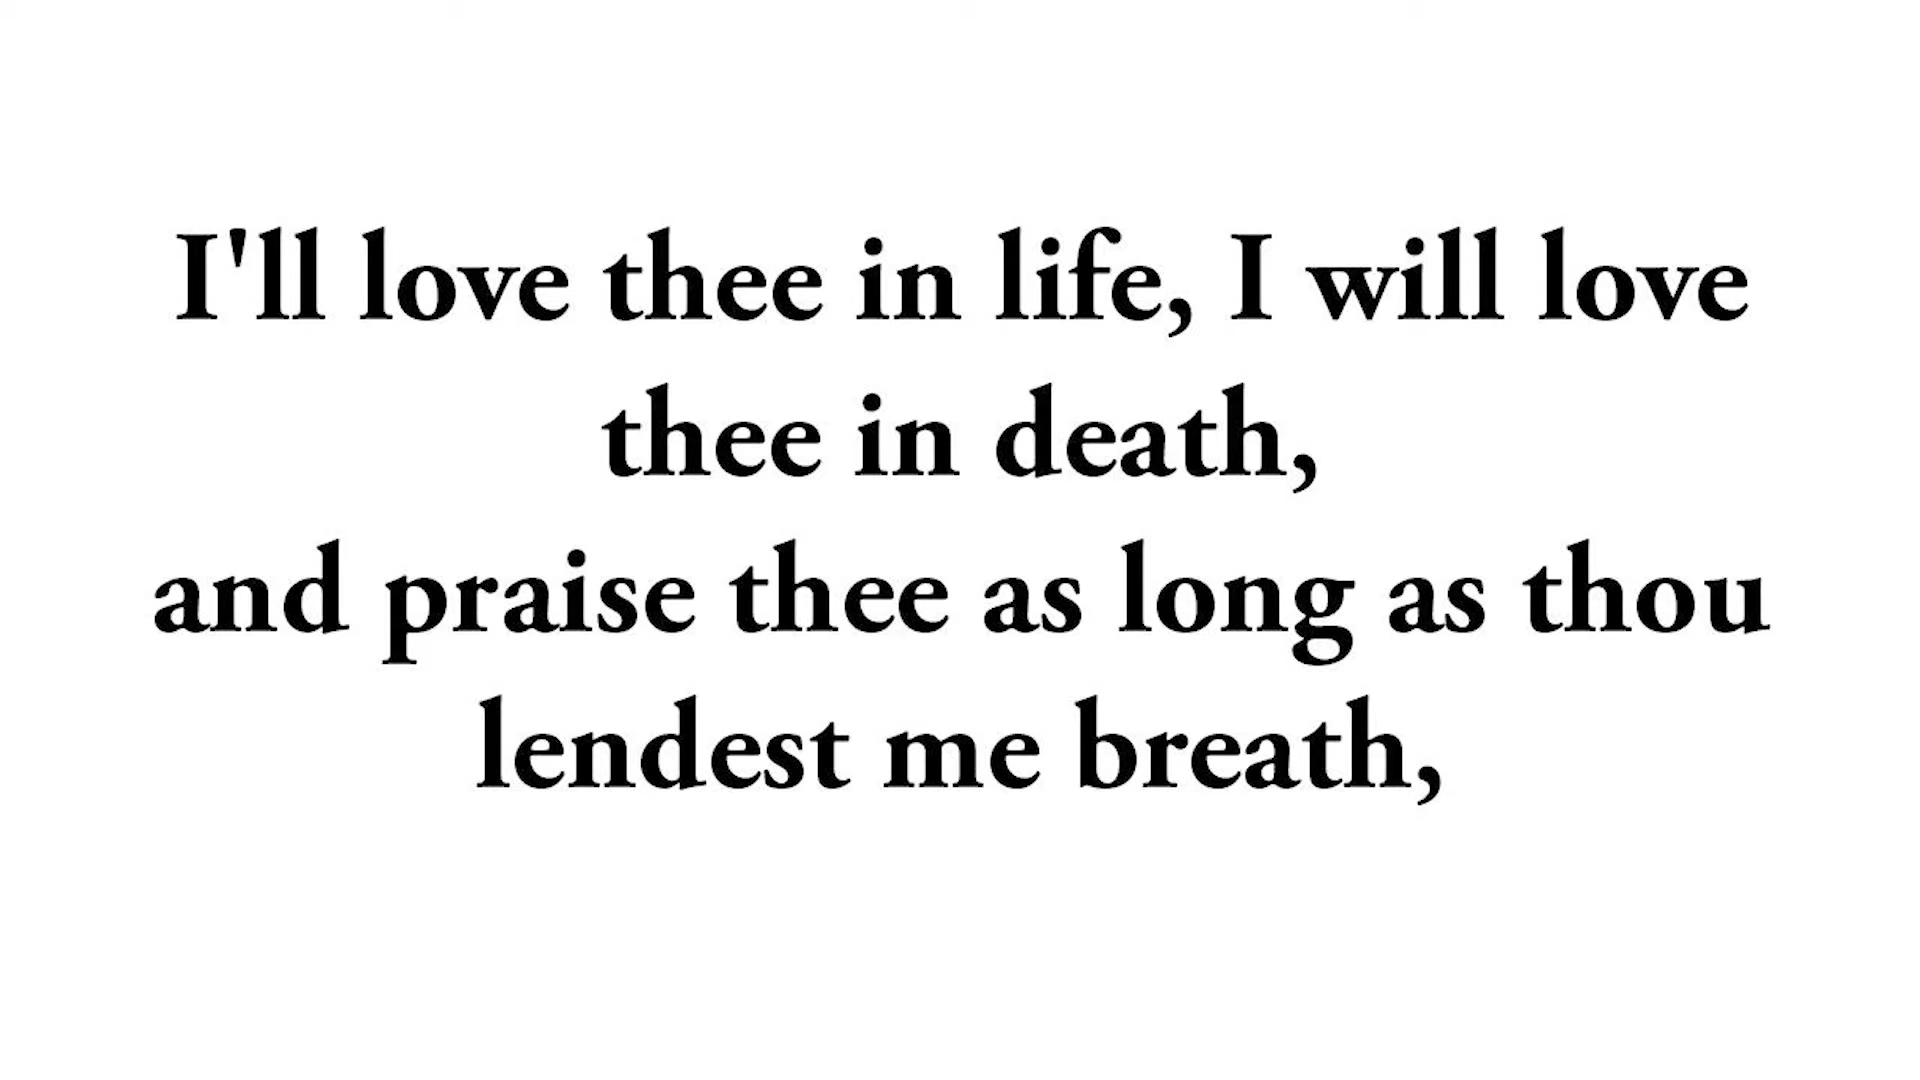 I'll love thee in life, I will love
thee in death,
and praise thee as long as thou
lendest me breath,